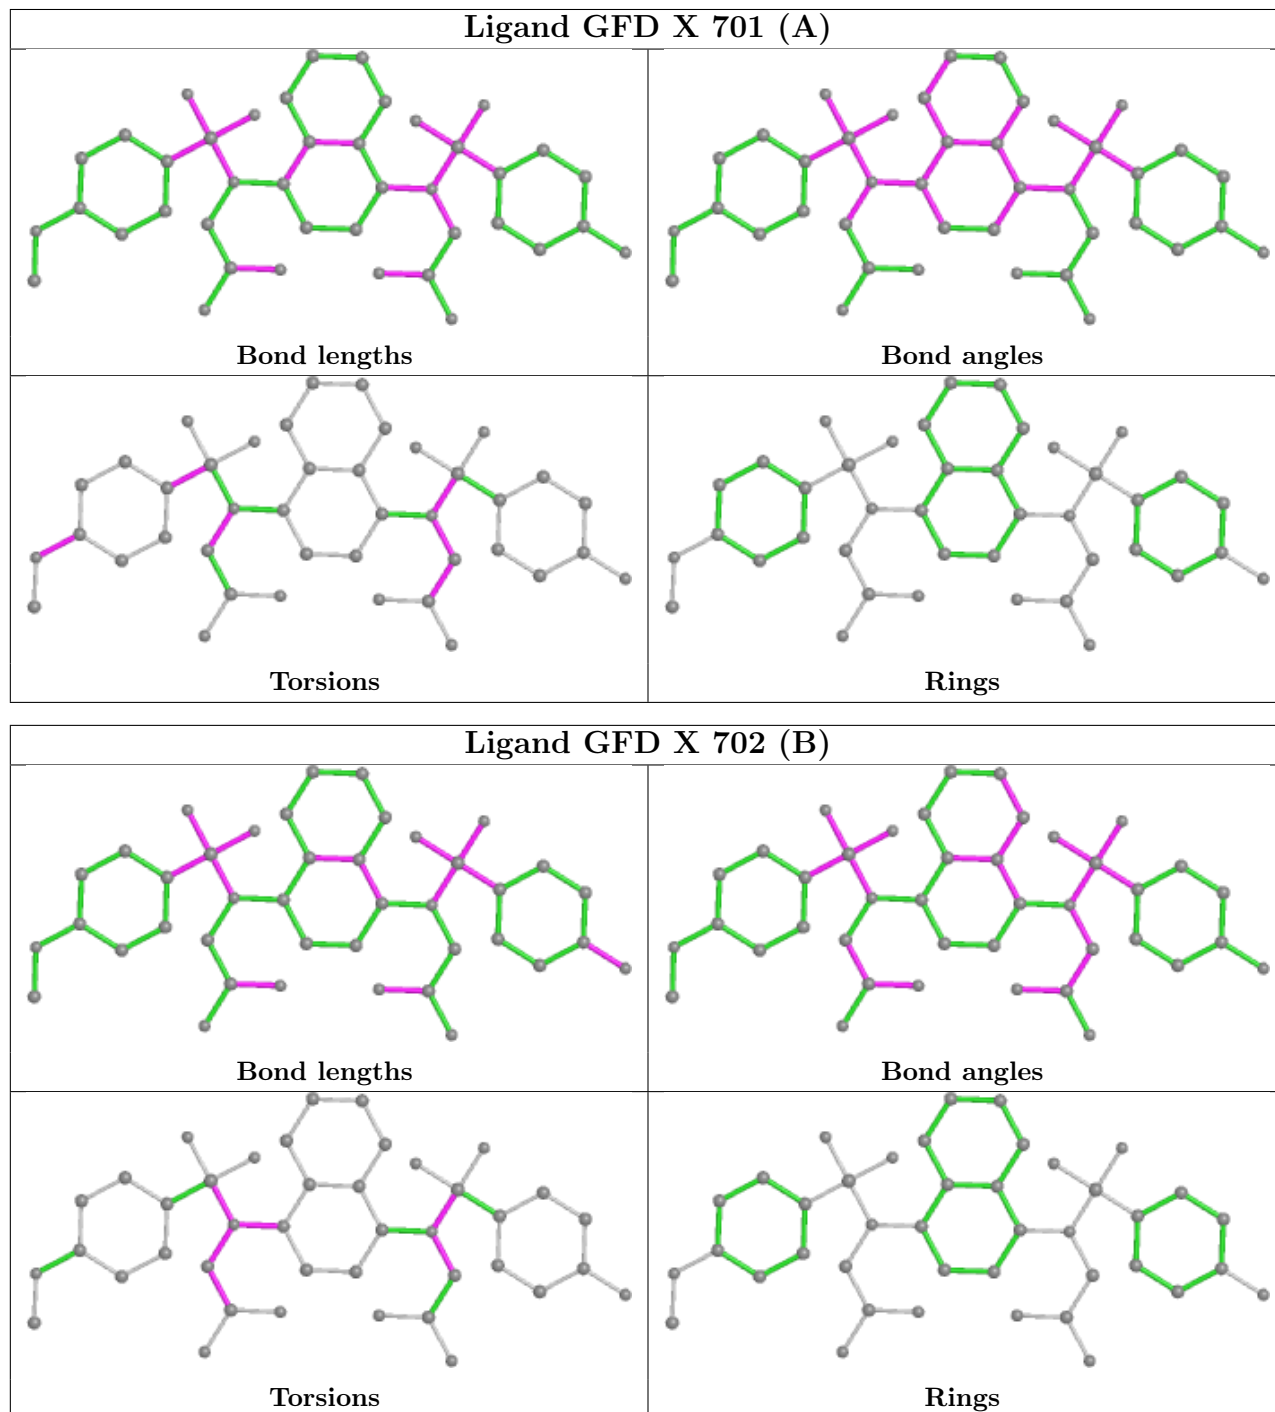 Ligand GFD X 701 (A)
Bond lengths
Bond angles
Torsions
Rings
Ligand GFD X 702 (B)
Bond lengths
Bond angles
Torsions
Rings